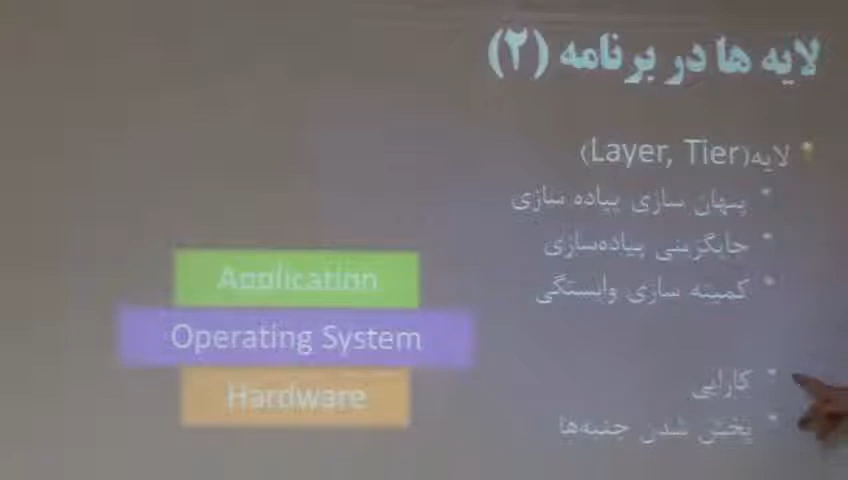 لایه ها در برنامه (۲)
لایه(Layer, Tier)
پنهان سازی پیاده سازی
جایگزینی پیاده‌سازی
کمینه سازی وابستگی
کارایی
پخش شدن جنبه‌ها
Application
Operating System
Hardware